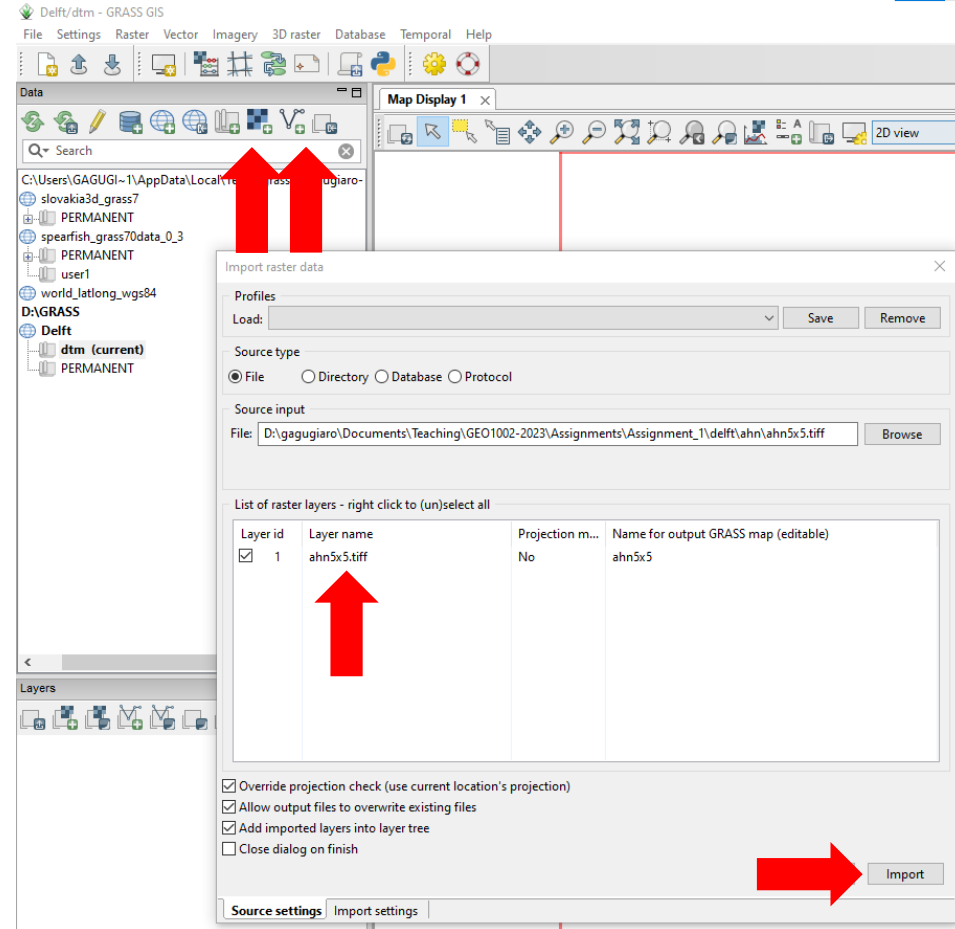 Delft/dtm - GRASS GIS
File Settings Raster Vector Imagery 3D raster Database Temporal Help
Data
Map Display 1
2D view
Search
C:\Users\GAGUGI~1\AppData\Local\
slovakia3d_grass7
PERMANENT
spearfish_grass70data_0_3
PERMANENT
user1
world_latlong_wgs84
D:\GRASS
Delft
dtm (current)
PERMANENT
Import raster data
Profiles
Load:
Save Remove
Source type
File Directory Database Protocol
Source input
File: D:\gagugiaro\Documents\Teaching\GEO1002-2023\Assignments\Assignment_1\delft\ahn\ahn5x5.tiff Browse
List of raster layers - right click to (un)select all
Layer id Layer name Projection m... Name for output GRASS map (editable)
1 ahn5x5.tiff No ahn5x5
Layers
Override projection check (use current location's projection)
Allow output files to overwrite existing files
Add imported layers into layer tree
Close dialog on finish
Import
Source settings Import settings